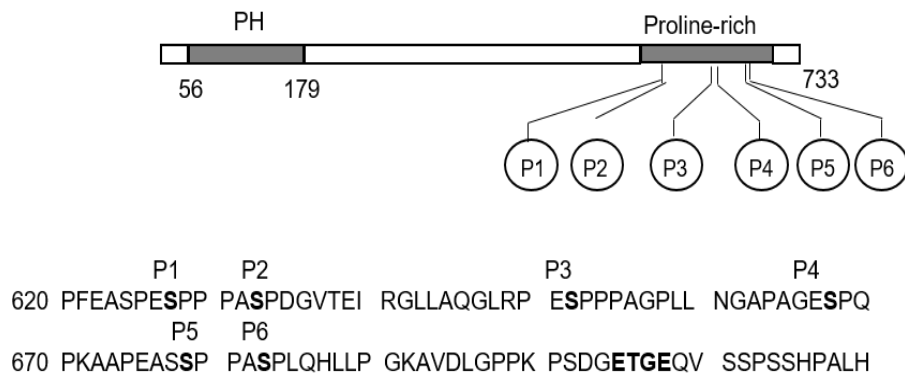 PH Proline-rich
56 179 733
P1 P2 P3 P4 P5 P6
P1 P2 P3 P4
620 PFEASPESPP PASPDGVTEI RGLLAQGLRP ESPPPAGPLL NGAPAGESPQ
P5 P6
670 PKAAPEASSP PASPLQHLLP GKAVDLGPPK PSDGETGEQV SSPSSHPALH